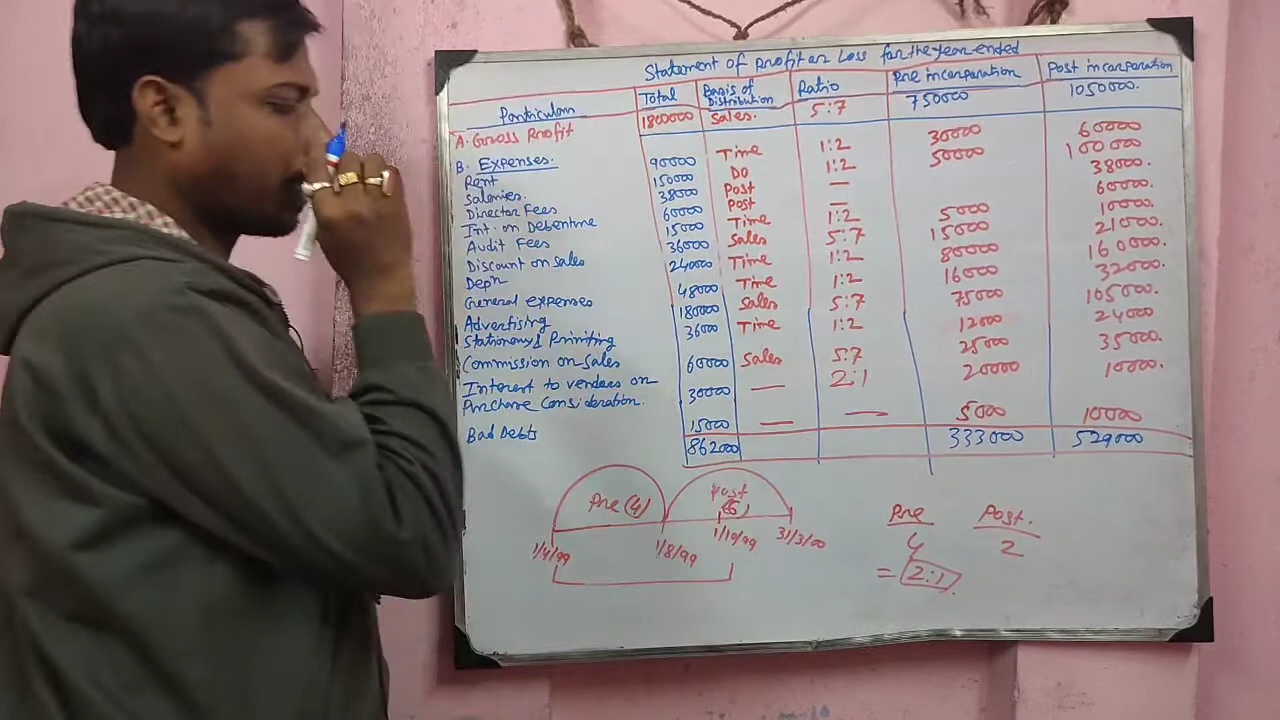 Statement of Profit or Loss for the year ended
Particulars Total Basis of Distribution Ratio Pre incorparation Post incorparation
A. Gross Profit 1800000 Sales. 5:7 750000 1050000.
B. Expenses.
Rent 90000 Time 1:2 30000 60000
Salaries. 150000 Do 1:2 50000 100000
Director Fees 38000 Post — 38000.
Int. on Debenture 60000 Post — 60000.
Audit Fees 15000 Time 1:2 5000 10000
Discount on Sales 36000 Sales 5:7 15000 21000
Depn 240000 Time 1:2 80000 160000.
General expenses 48000 Time 1:2 16000 32000.
Advertising 180000 Sales 5:7 75000 105000.
Stationery & Printing 36000 Time 1:2 12000 24000
Commission on Sales 60000 Sales 5:7 25000 35000.
Interest to vendors on
Purchase Consideration. 30000 — 2:1 20000 10000.
Bad Debts 15000 — — 5000 10000
862000 333000 529000
Pre (4) Post
1/4/99 1/8/99 1/10/99 31/3/00
Pre Post.
4 2
= 2:1